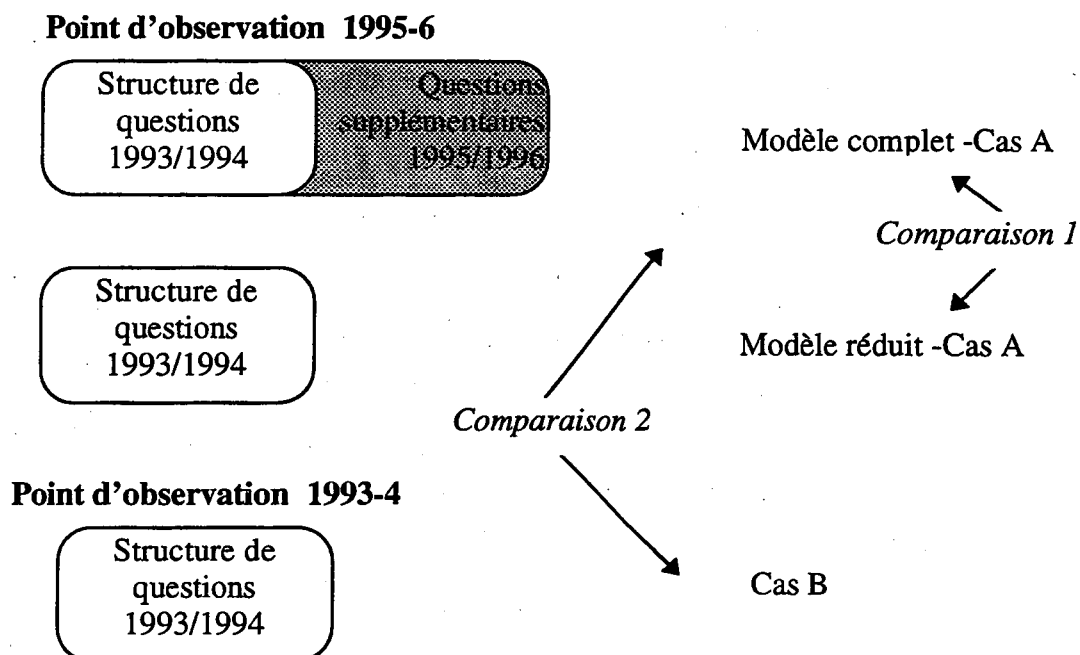 Point d'observation 1995-6
Structure de
questions
1993/1994
Questions
supplémentaires
1995/1996
Modèle complet -Cas A
Comparaison 1
Structure de
questions
1993/1994
Modèle réduit -Cas A
Comparaison 2
Point d'observation 1993-4
Structure de
questions
1993/1994
Cas B